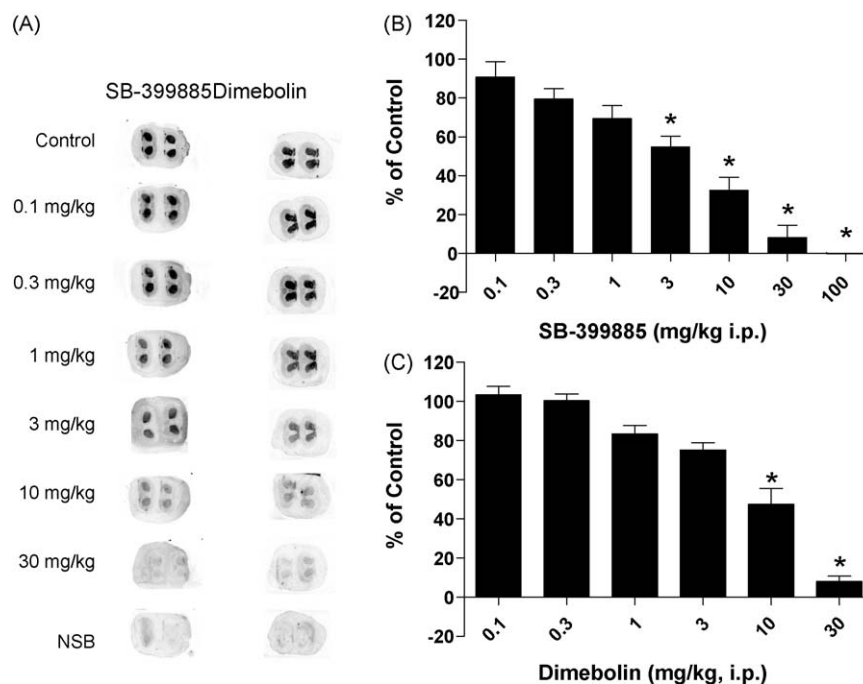 (A)
SB-399885Dimebolin
Control
0.1 mg/kg
0.3 mg/kg
1 mg/kg
3 mg/kg
10 mg/kg
30 mg/kg
NSB
(B)
% of Control
120
100
80
60
40
20
0
-20
*
*
*
*
0.1
0.3
1
3
10
30
100
SB-399885 (mg/kg i.p.)
(C)
% of Control
120
100
80
60
40
20
0
-20
*
*
0.1
0.3
1
3
10
30
Dimebolin (mg/kg, i.p.)